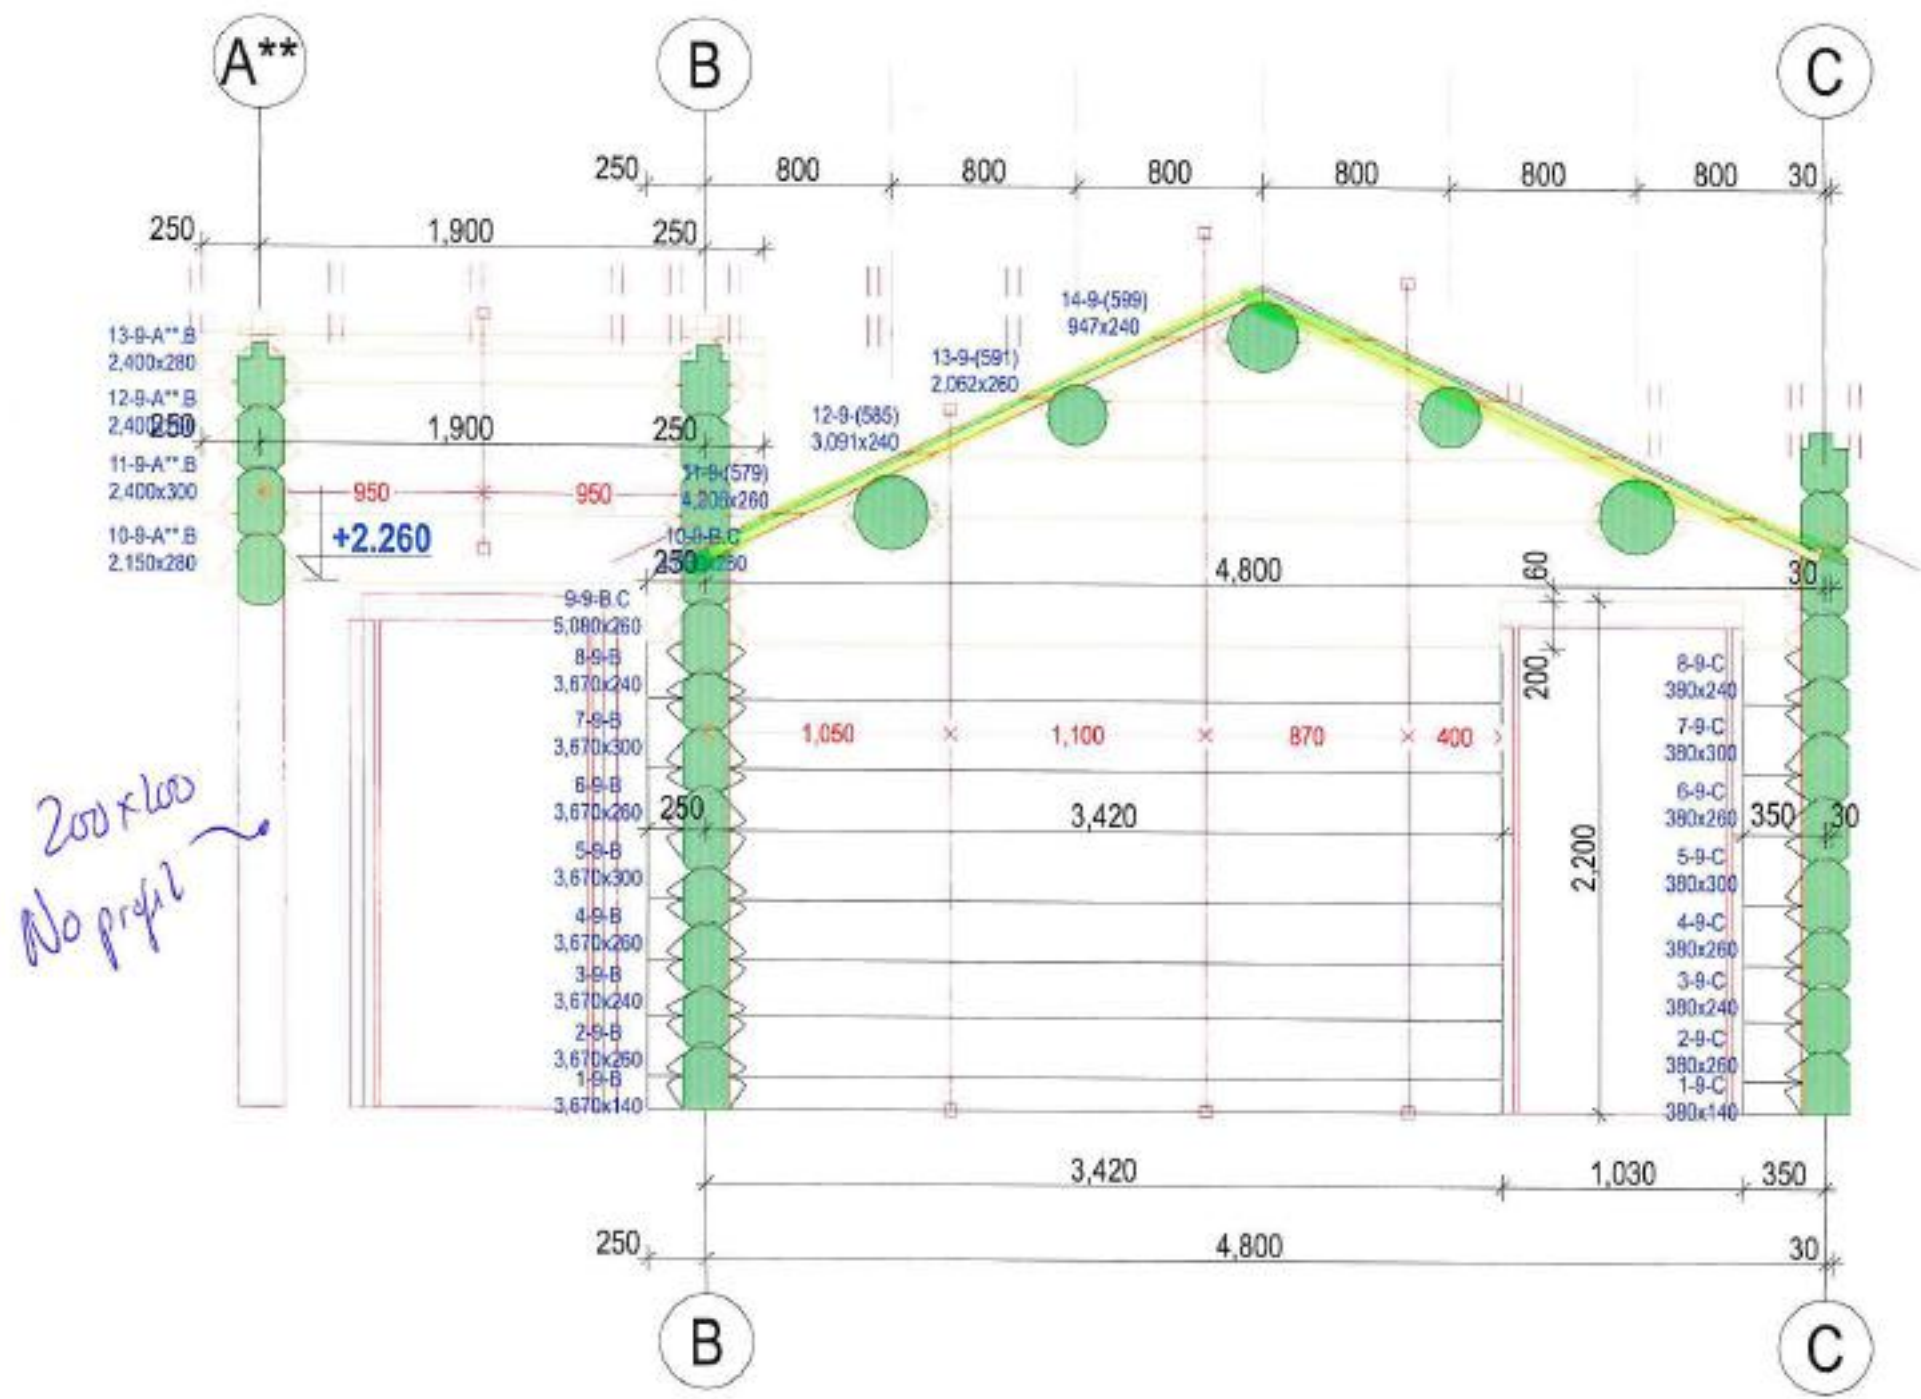 A** B C
250 800 800 800 800 800 800 30
250 1,900 250
14-9-(599)
947x240
13-9-A**.B
2,400x280
13-9-(591)
2,062x260
12-9-A**.B
12-9-(585)
3,091x240
250 1,900 250
11-9-A**.B
2,400x300
11-9-(579)
4,206x260
950 950
10-9-A**.B
2.150x280
+2.260
10-9-B.C
250 4,800 60 30
9-9-B.C
5,080x260
8-9-B
3,670x240
200
8-9-C
380x240
7-9-B
3,670x300
1,050 1,100 870 400
7-9-C
380x300
6-9-B
3,670x260
250 3,420
6-9-C
380x260
350 30
200x200
No profil
5-9-B
3,670x300
2,200
5-9-C
380x300
4-9-B
3,670x260
4-9-C
380x260
3-9-B
3,670x240
3-9-C
380x240
2-9-B
3,670x260
2-9-C
380x260
1-9-B
3,670x140
1-9-C
380x140
3,420 1,030 350
250 4,800 30
B C